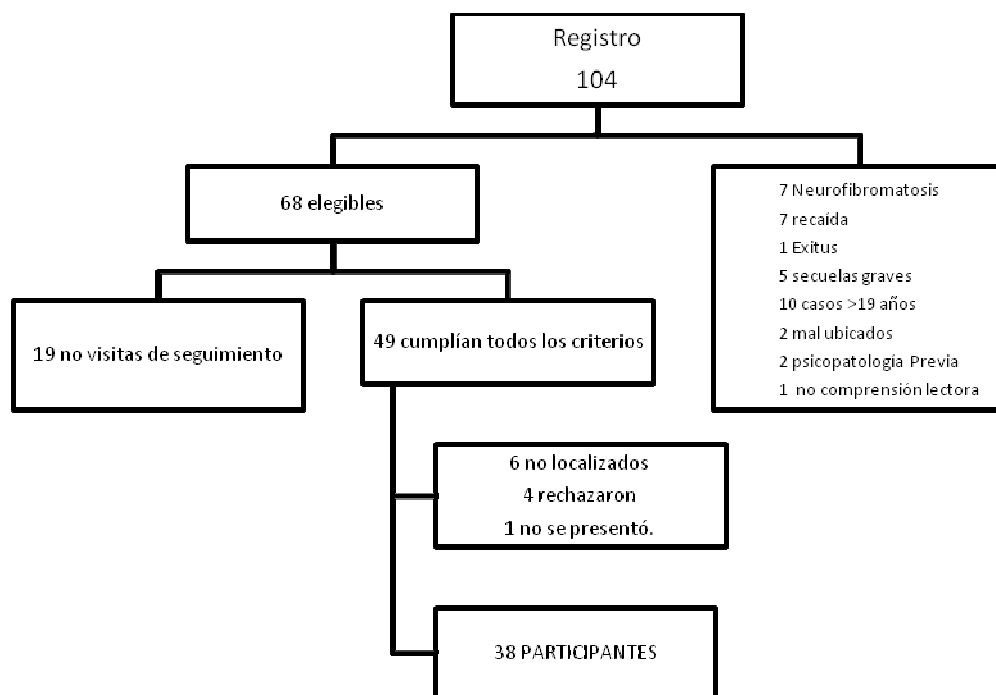 Registro
104
68 elegibles
7 Neurofibromatosis
7 recaída
1 Exitus
5 secuelas graves
10 casos >19 años
2 mal ubicados
2 psicopatología Previa
1 no comprensión lectora
19 no visitas de seguimiento
49 cumplían todos los criterios
6 no localizados
4 rechazaron
1 no se presentó.
38 PARTICIPANTES